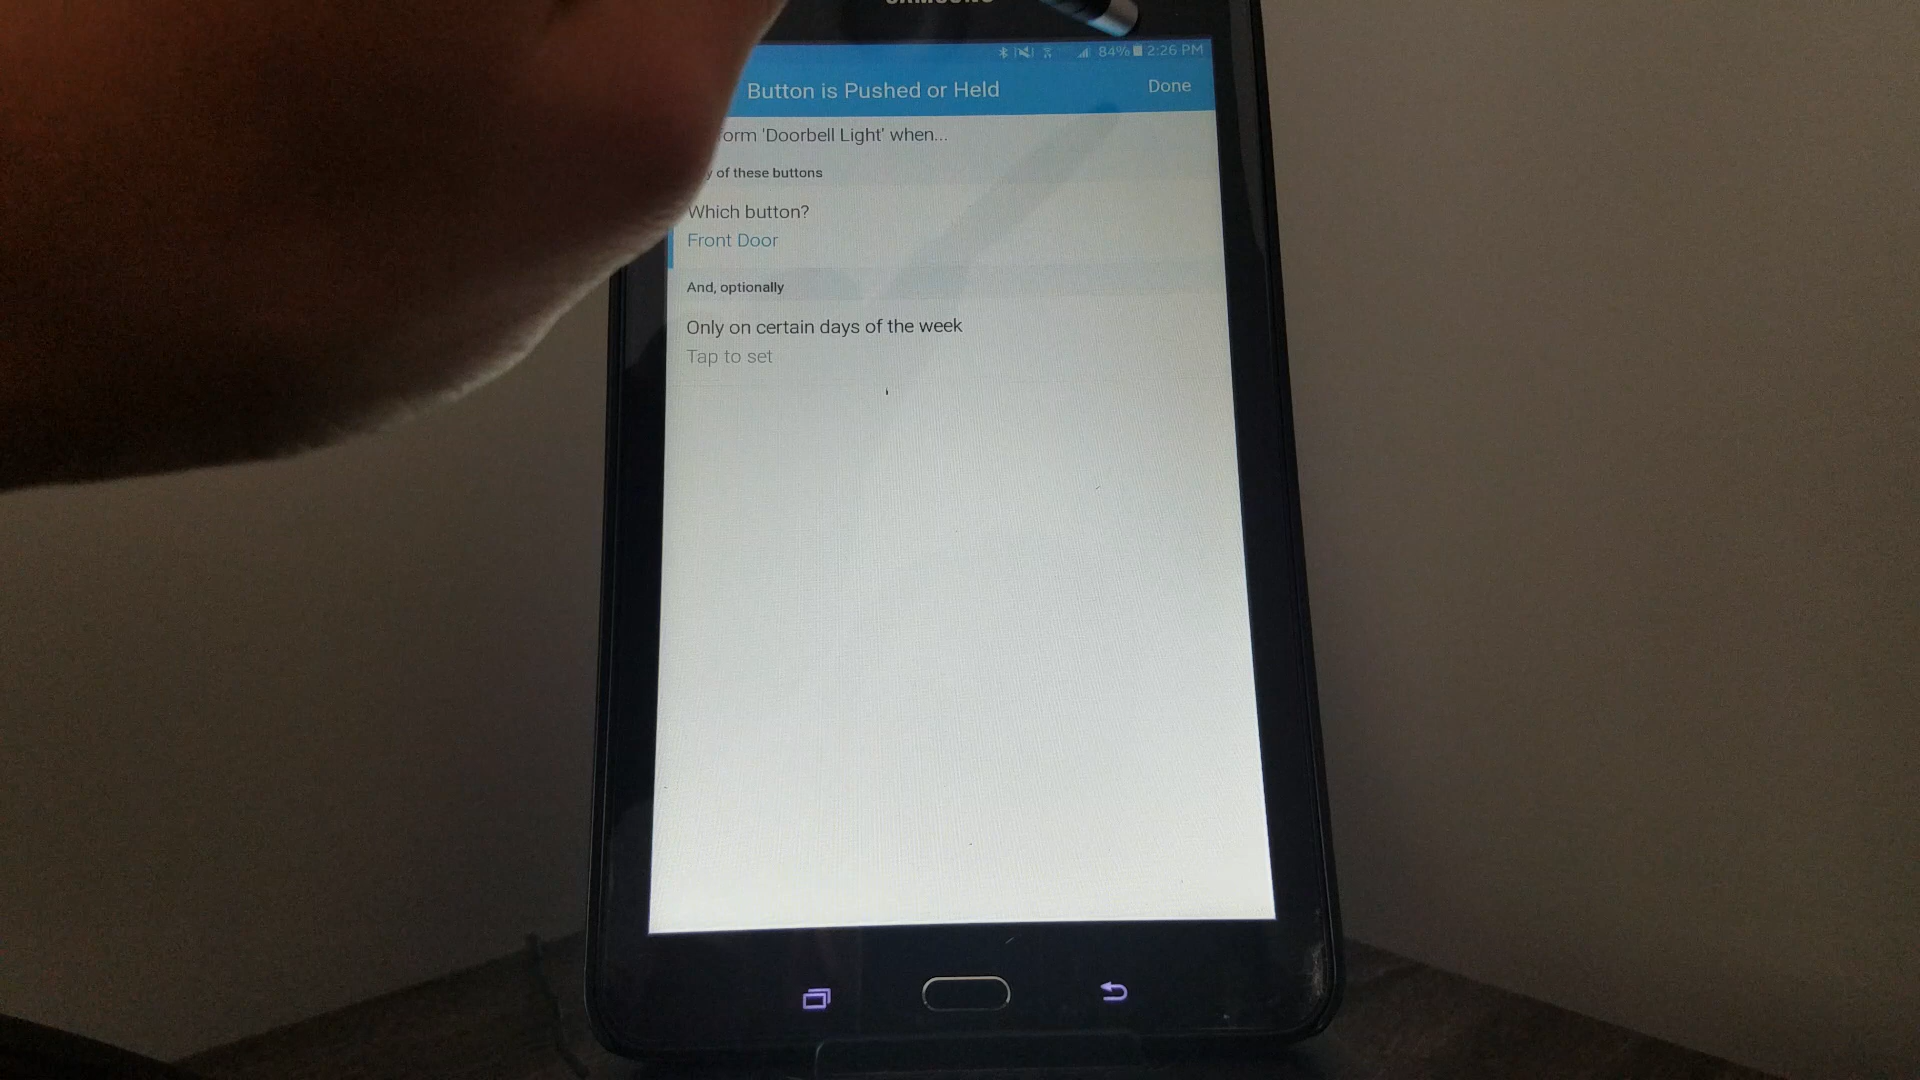 SAMSUNG
84% 2:26 PM
Button is Pushed or Held
Done
'Doorbell Light' when...
of these buttons
Which button?
Front Door
And, optionally
Only on certain days of the week
Tap to set